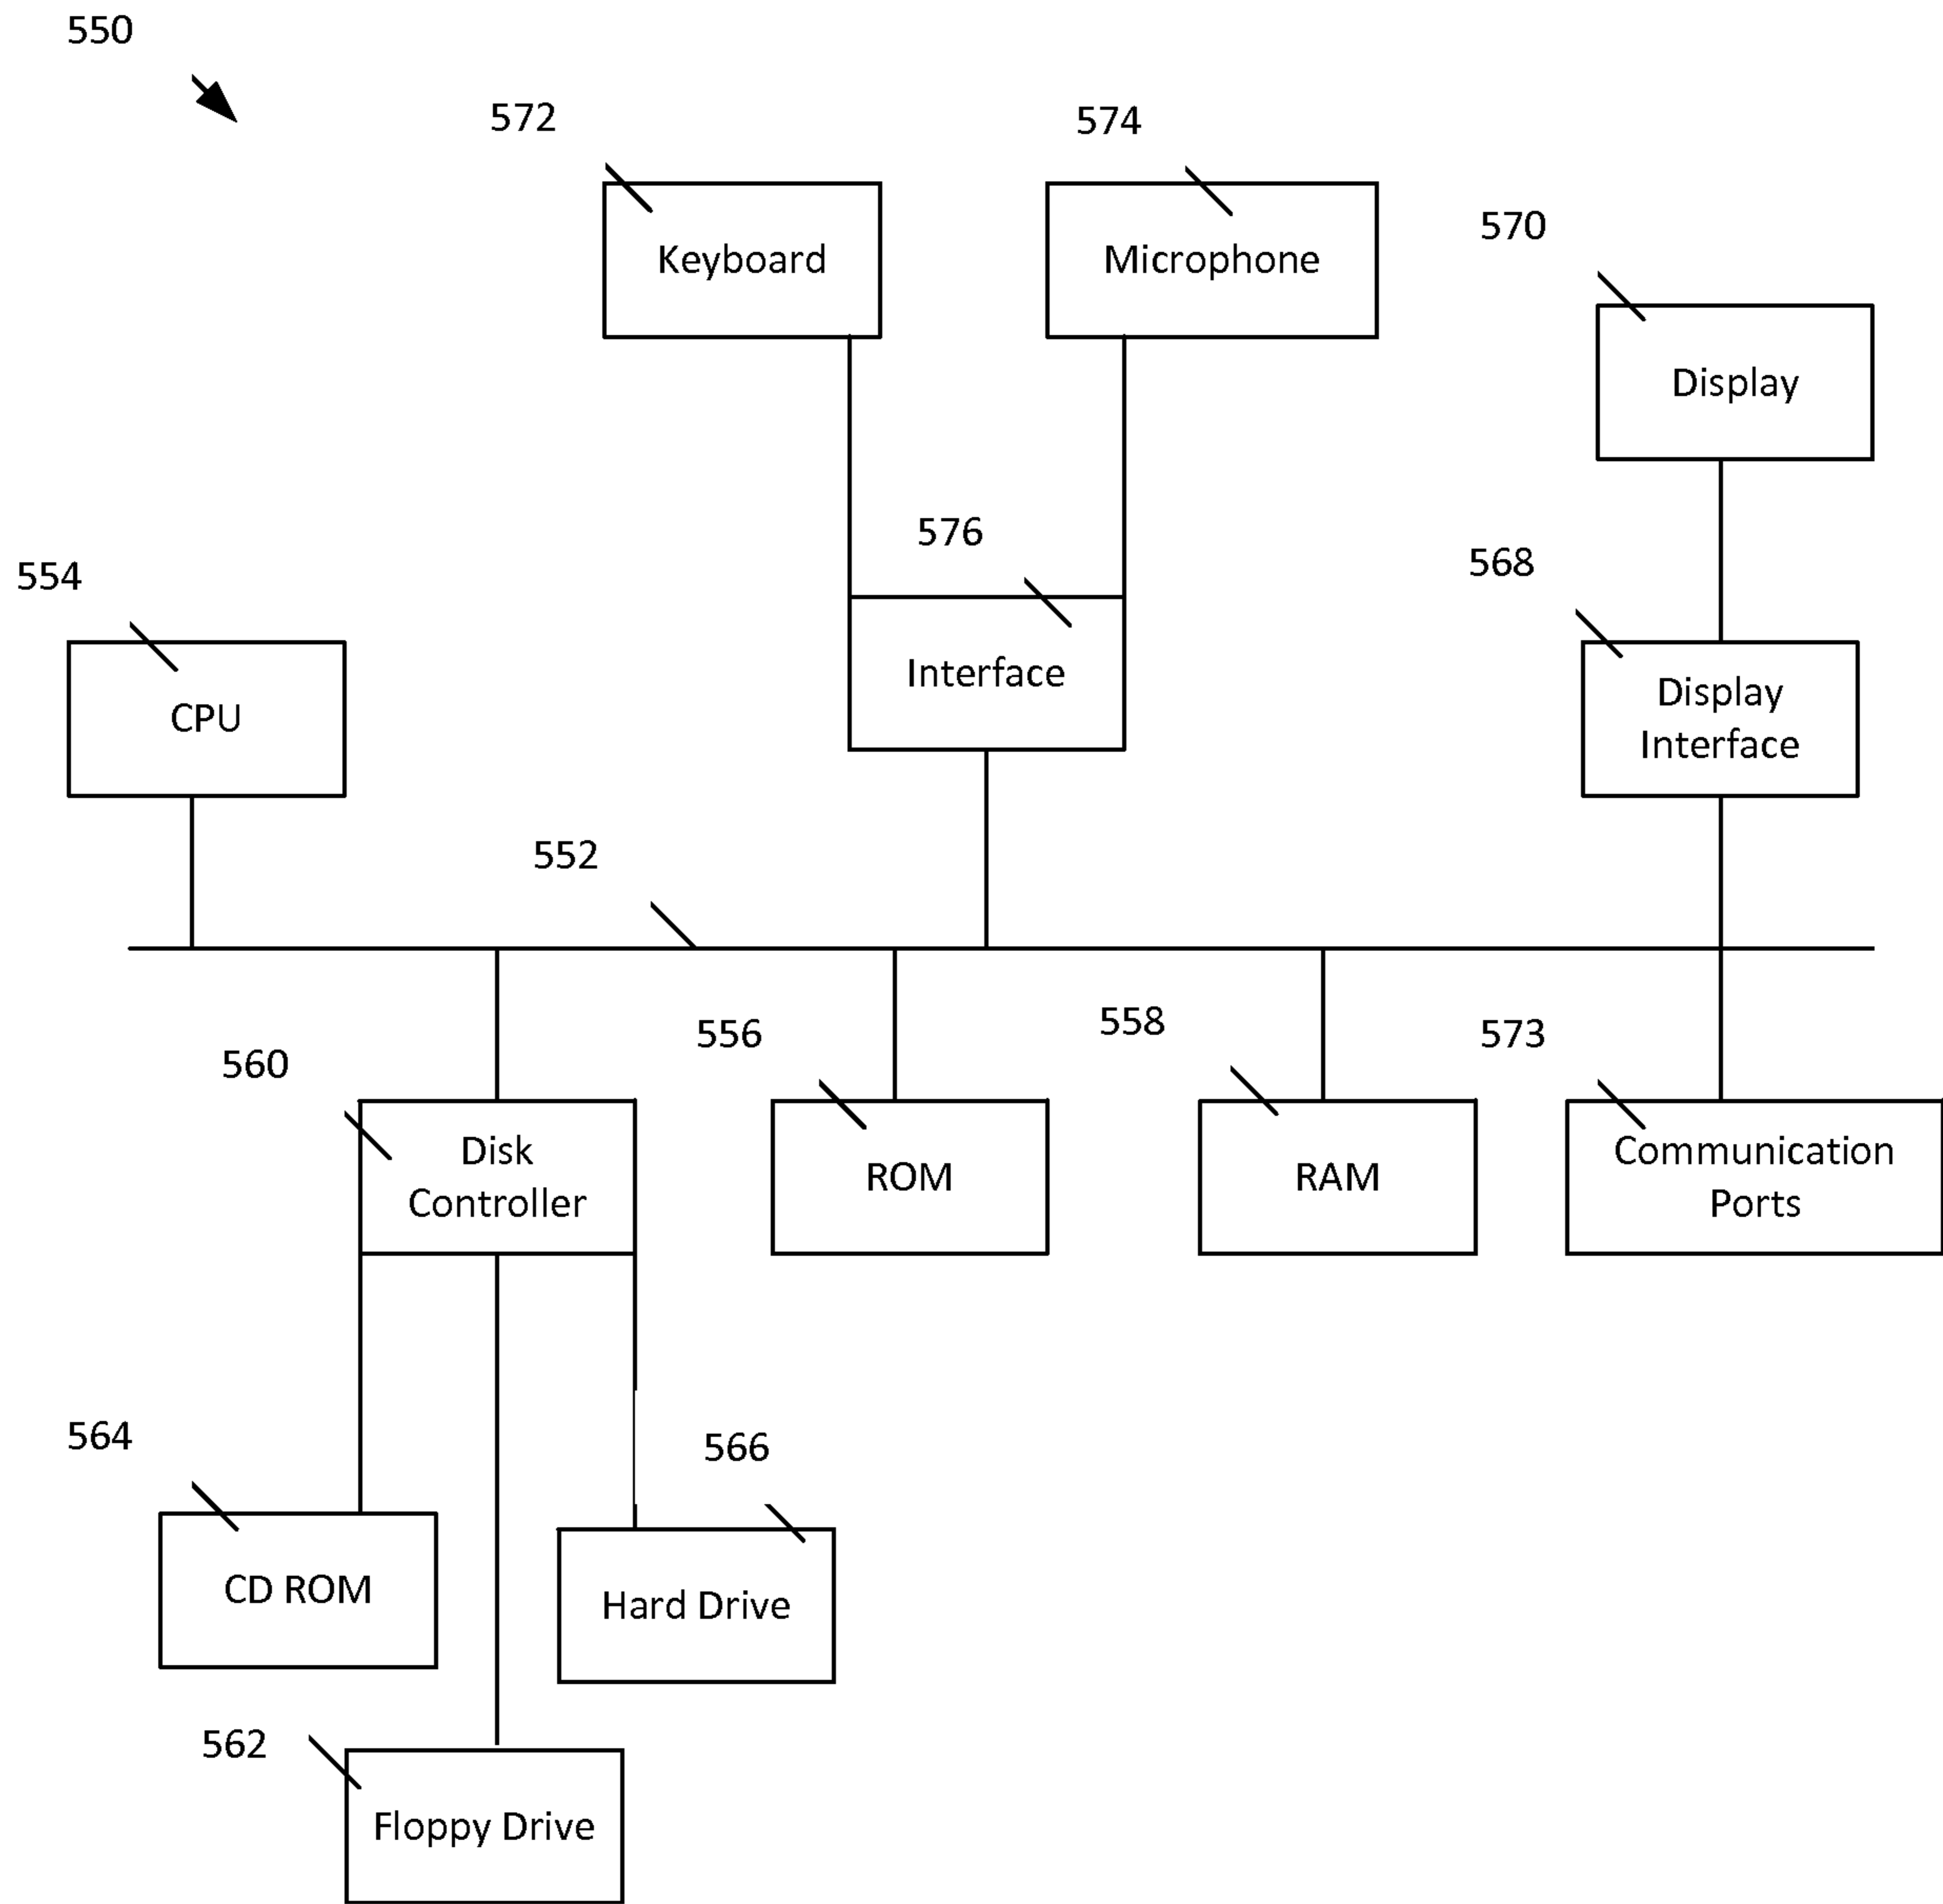 550
572
574
Keyboard
Microphone
570
Display
576
554
568
Interface
CPU
Display
Interface
552
560
556
558
573
Disk
Controller
ROM
RAM
Communication
Ports
564
566
CD ROM
Hard Drive
562
Floppy Drive